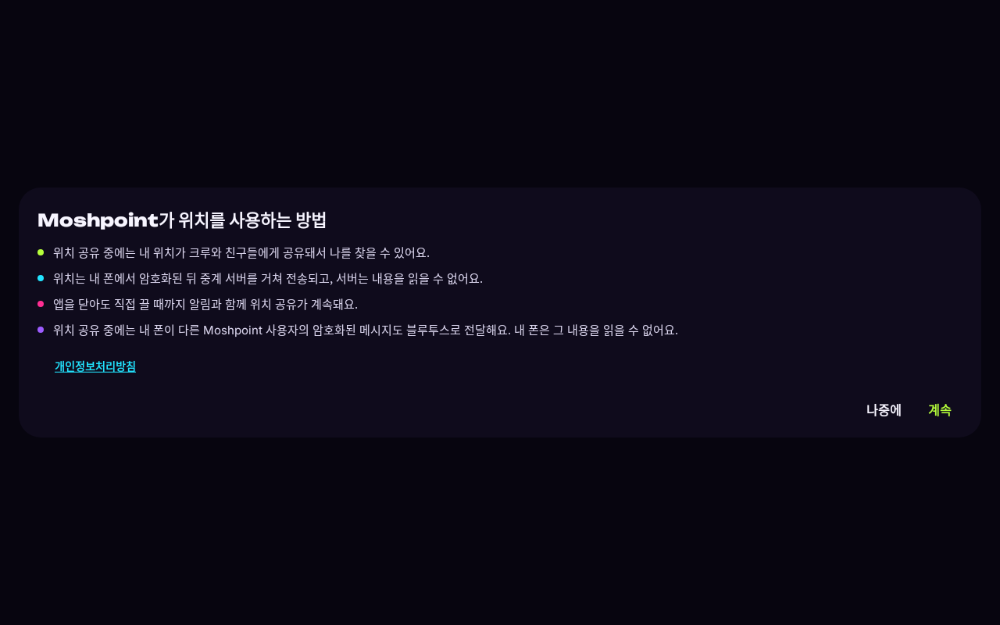 Moshpoint가 위치를 사용하는 방법
위치 공유 중에는 내 위치가 크루와 친구들에게 공유돼서 나를 찾을 수 있어요.
위치는 내 폰에서 암호화된 뒤 중계 서버를 거쳐 전송되고, 서버는 내용을 읽을 수 없어요.
앱을 닫아도 직접 끌 때까지 알림과 함께 위치 공유가 계속돼요.
위치 공유 중에는 내 폰이 다른 Moshpoint 사용자의 암호화된 메시지도 블루투스로 전달해요. 내 폰은 그 내용을 읽을 수 없어요.
개인정보처리방침
나중에 계속